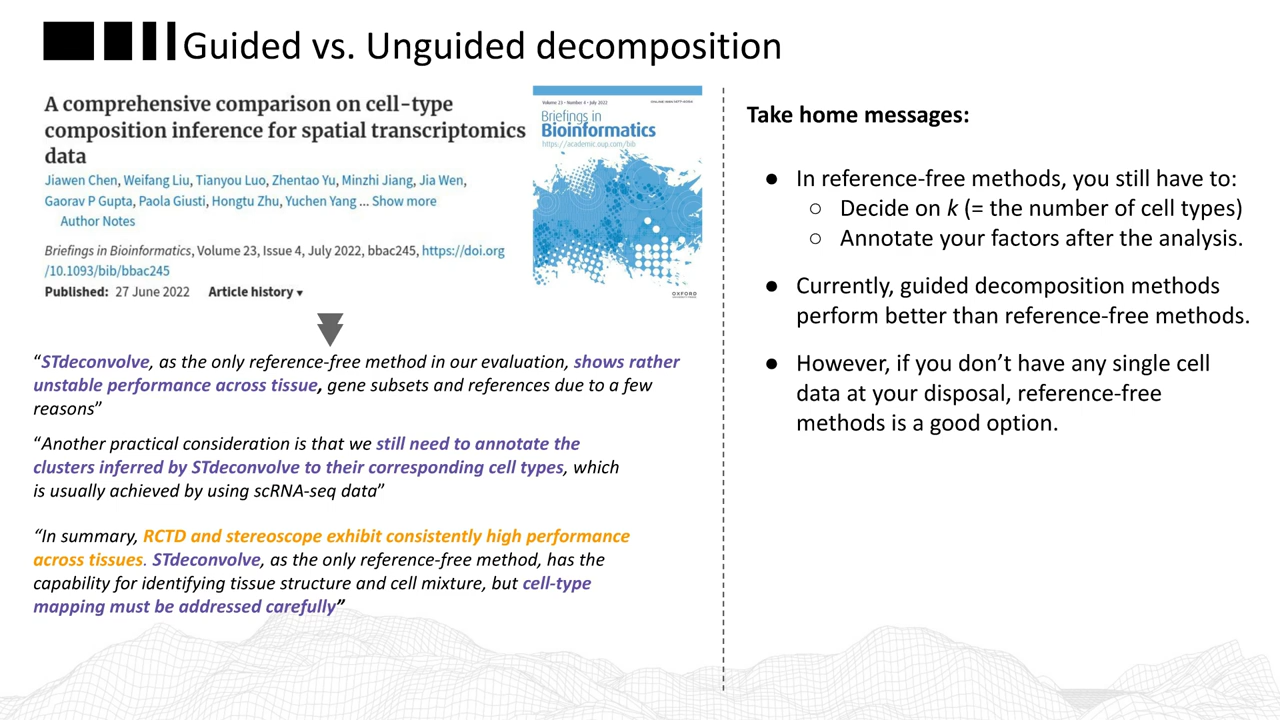 Guided vs. Unguided decomposition
A comprehensive comparison on cell-type
composition inference for spatial transcriptomics
data
Jiawen Chen, Weifang Liu, Tianyou Luo, Zhentao Yu, Minzhi Jiang, Jia Wen,
Gaorav P Gupta, Paola Giusti, Hongtu Zhu, Yuchen Yang ... Show more
Author Notes
Briefings in Bioinformatics, Volume 23, Issue 4, July 2022, bbac245, https://doi.org
/10.1093/bib/bbac245
Published: 27 June 2022 Article history ▾
Volume 23 • Number 4 • July 2022
Briefings in
Bioinformatics
https://academic.oup.com/bib
OXFORD
“STdeconvolve, as the only reference-free method in our evaluation, shows rather
unstable performance across tissue, gene subsets and references due to a few
reasons”
“Another practical consideration is that we still need to annotate the
clusters inferred by STdeconvolve to their corresponding cell types, which
is usually achieved by using scRNA-seq data”
“In summary, RCTD and stereoscope exhibit consistently high performance
across tissues. STdeconvolve, as the only reference-free method, has the
capability for identifying tissue structure and cell mixture, but cell-type
mapping must be addressed carefully”
Take home messages:
● In reference-free methods, you still have to:
○ Decide on k (= the number of cell types)
○ Annotate your factors after the analysis.
● Currently, guided decomposition methods
perform better than reference-free methods.
● However, if you don’t have any single cell
data at your disposal, reference-free
methods is a good option.